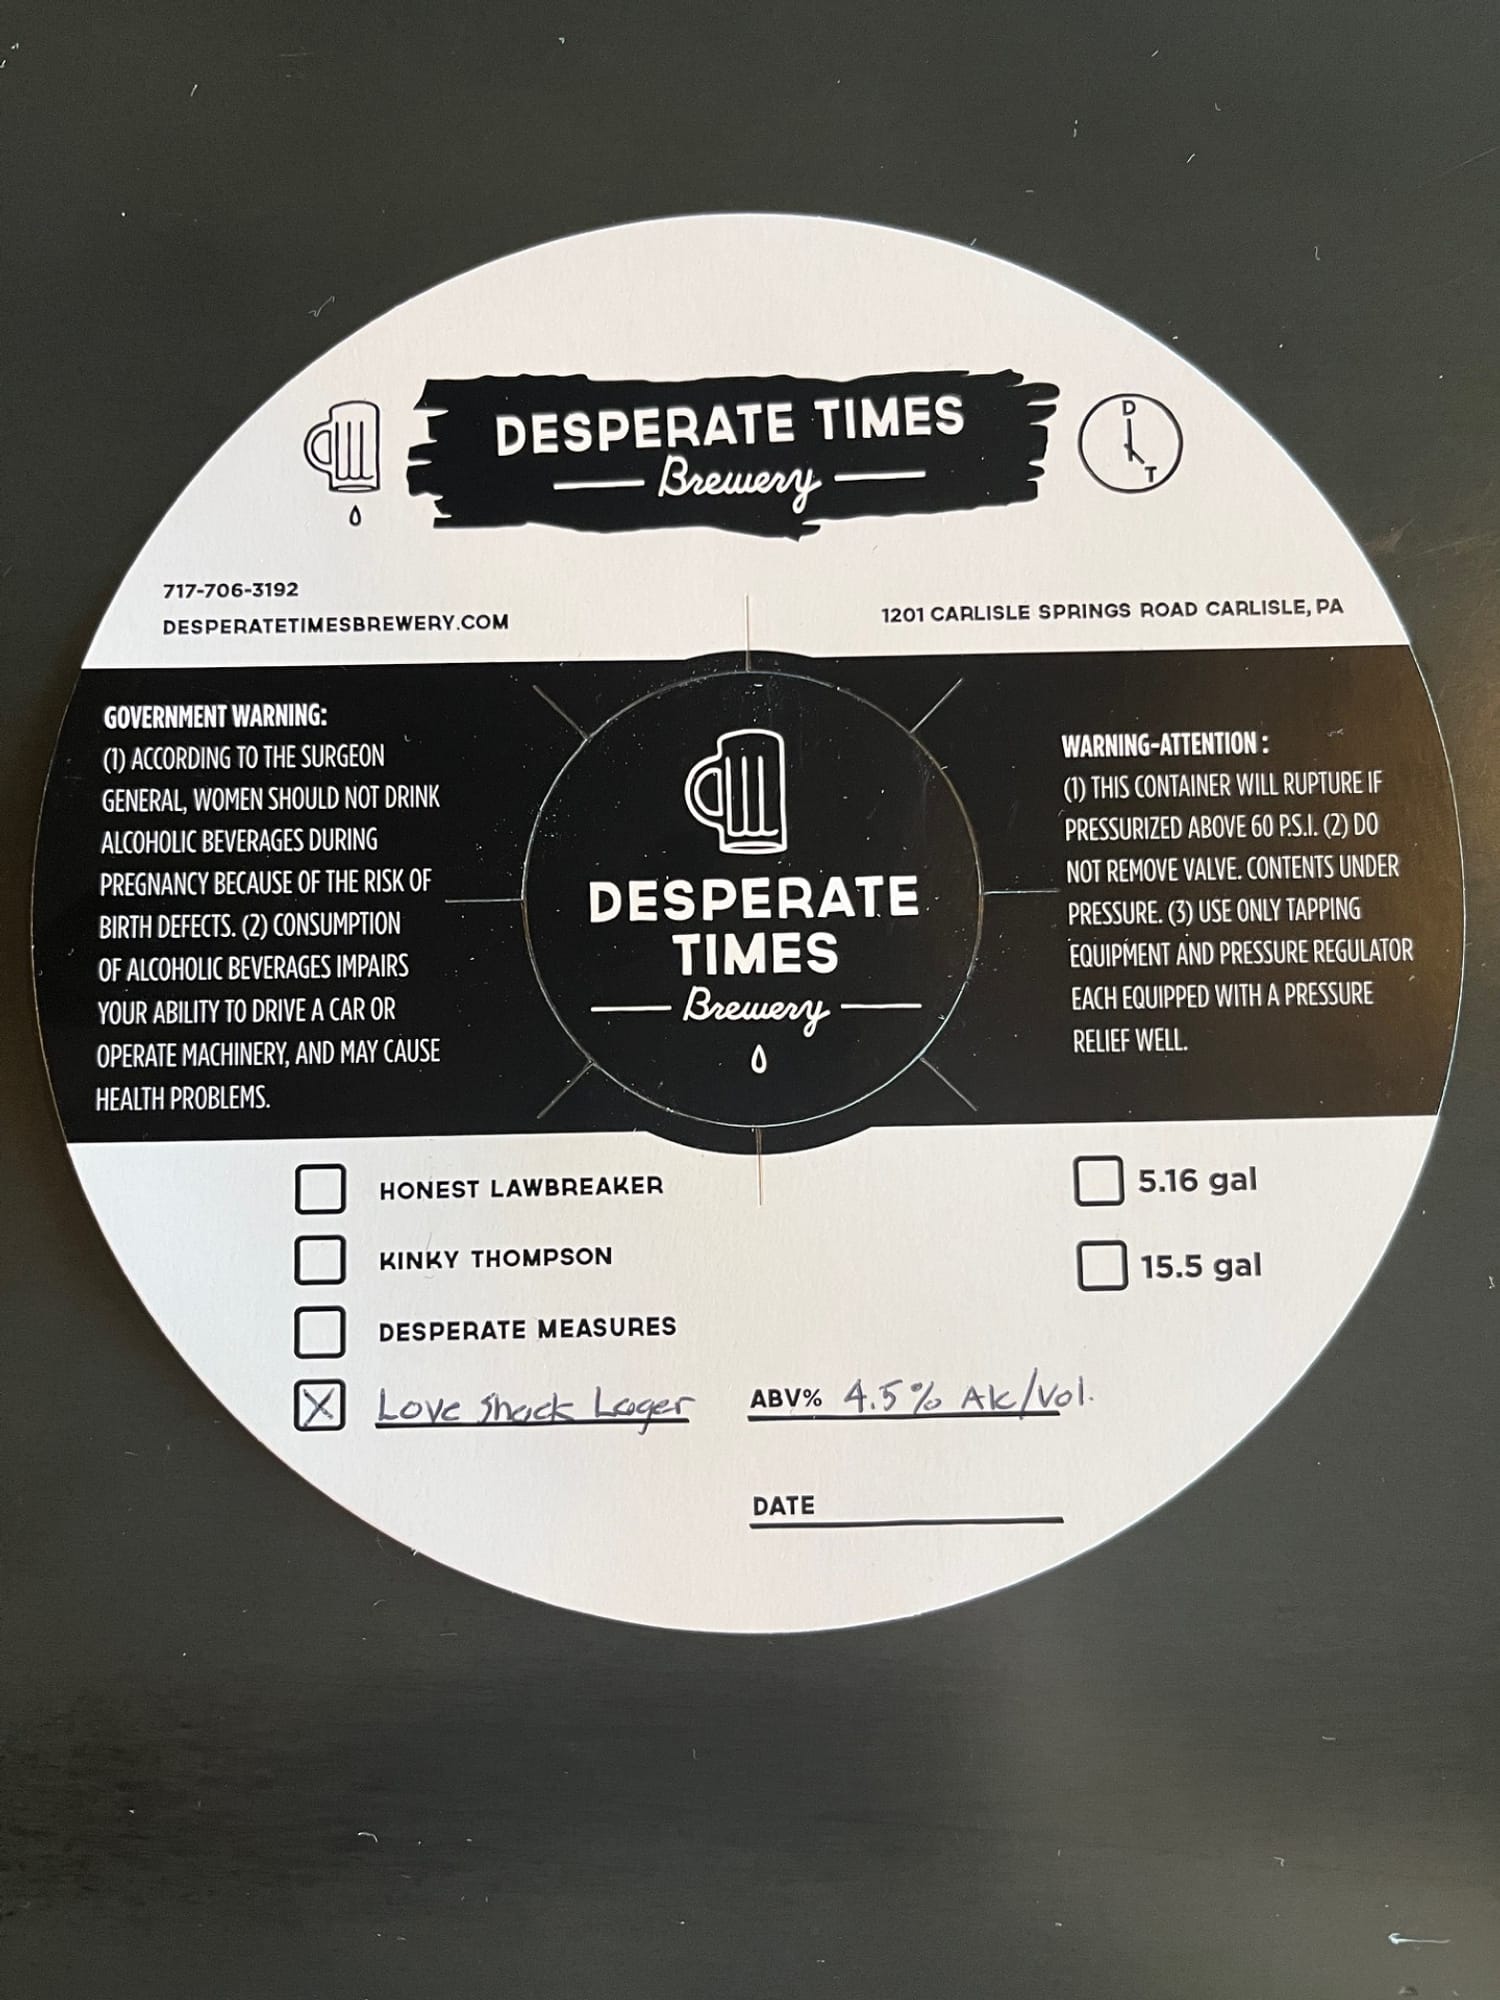 DESPERATE TIMES
Brewery
D
T
717-706-3192
DESPERATETIMESBREWERY.COM
1201 CARLISLE SPRINGS ROAD CARLISLE, PA
GOVERNMENT WARNING:
(1) ACCORDING TO THE SURGEON
GENERAL, WOMEN SHOULD NOT DRINK
ALCOHOLIC BEVERAGES DURING
PREGNANCY BECAUSE OF THE RISK OF
BIRTH DEFECTS. (2) CONSUMPTION
OF ALCOHOLIC BEVERAGES IMPAIRS
YOUR ABILITY TO DRIVE A CAR OR
OPERATE MACHINERY, AND MAY CAUSE
HEALTH PROBLEMS.
DESPERATE
TIMES
Brewery
WARNING-ATTENTION :
(1) THIS CONTAINER WILL RUPTURE IF
PRESSURIZED ABOVE 60 P.S.I. (2) DO
NOT REMOVE VALVE. CONTENTS UNDER
PRESSURE. (3) USE ONLY TAPPING
EQUIPMENT AND PRESSURE REGULATOR
EACH EQUIPPED WITH A PRESSURE
RELIEF WELL.
HONEST LAWBREAKER
KINKY THOMPSON
DESPERATE MEASURES
X Love Shack Lager
5.16 gal
15.5 gal
ABV% 4.5% Alc/Vol.
DATE